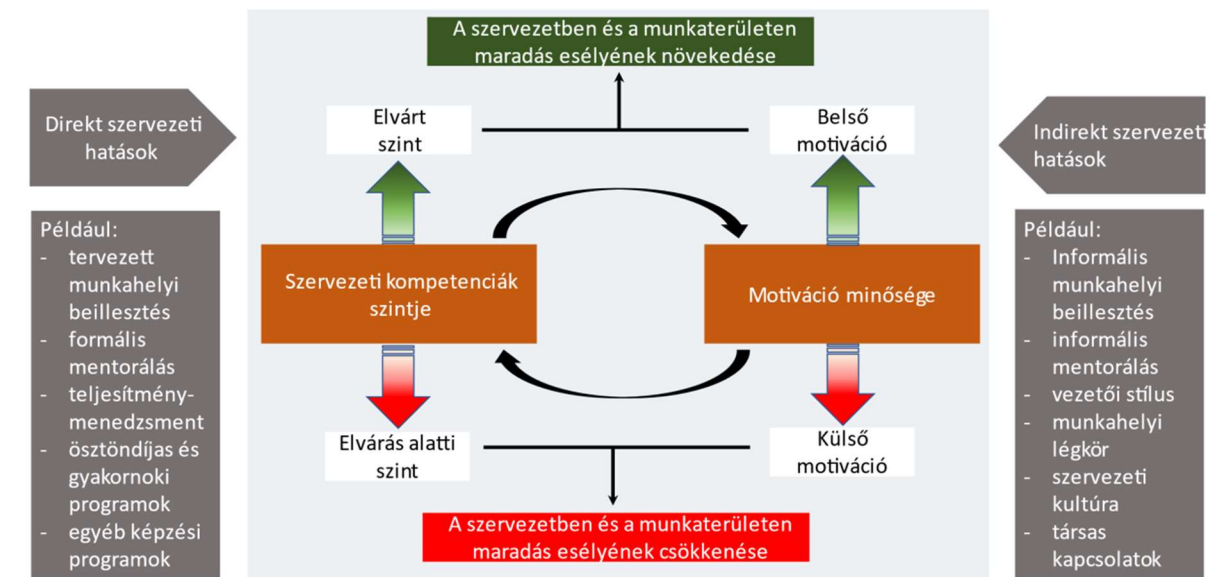 A szervezetben és a munkaterületen
maradás esélyének növekedése
Direkt szervezeti
hatások
Elvárt
szint
Belső
motiváció
Indirekt szervezeti
hatások
Például:
- tervezett
munkahelyi
beillesztés
- formális
mentorálás
- teljesítmény-
menedzsment
- ösztöndíjas és
gyakornoki
programok
- egyéb képzési
programok
Szervezeti kompetenciák
szintje
Motiváció minősége
Elvárás alatti
szint
Külső
motiváció
A szervezetben és a munkaterületen
maradás esélyének csökkenése
Például:
- Informális
munkahelyi
beillesztés
- informális
mentorálás
- vezetői stílus
- munkahelyi
légkör
- szervezeti
kultúra
- társas
kapcsolatok